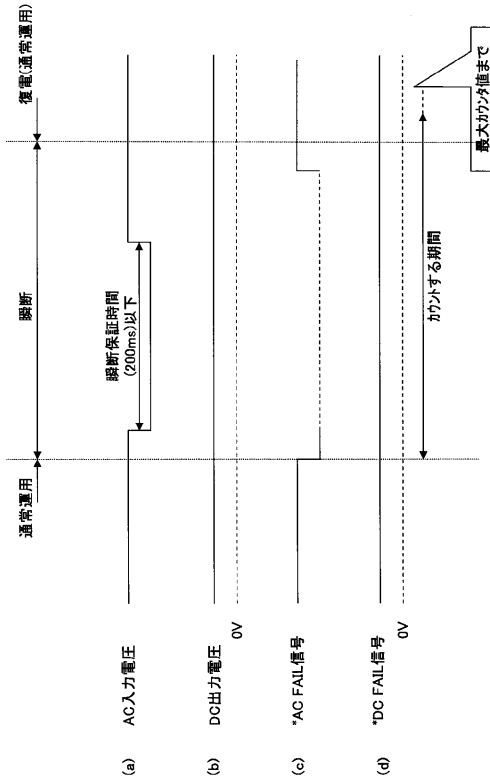 通常運用
瞬断
復電(通常運用)
(a) AC入力電圧
瞬断保証時間
(200ms)以下
(b) DC出力電圧
0V
(c) *AC FAIL信号
(d) *DC FAIL信号
0V
カウントする期間
最大カウンタ値まで